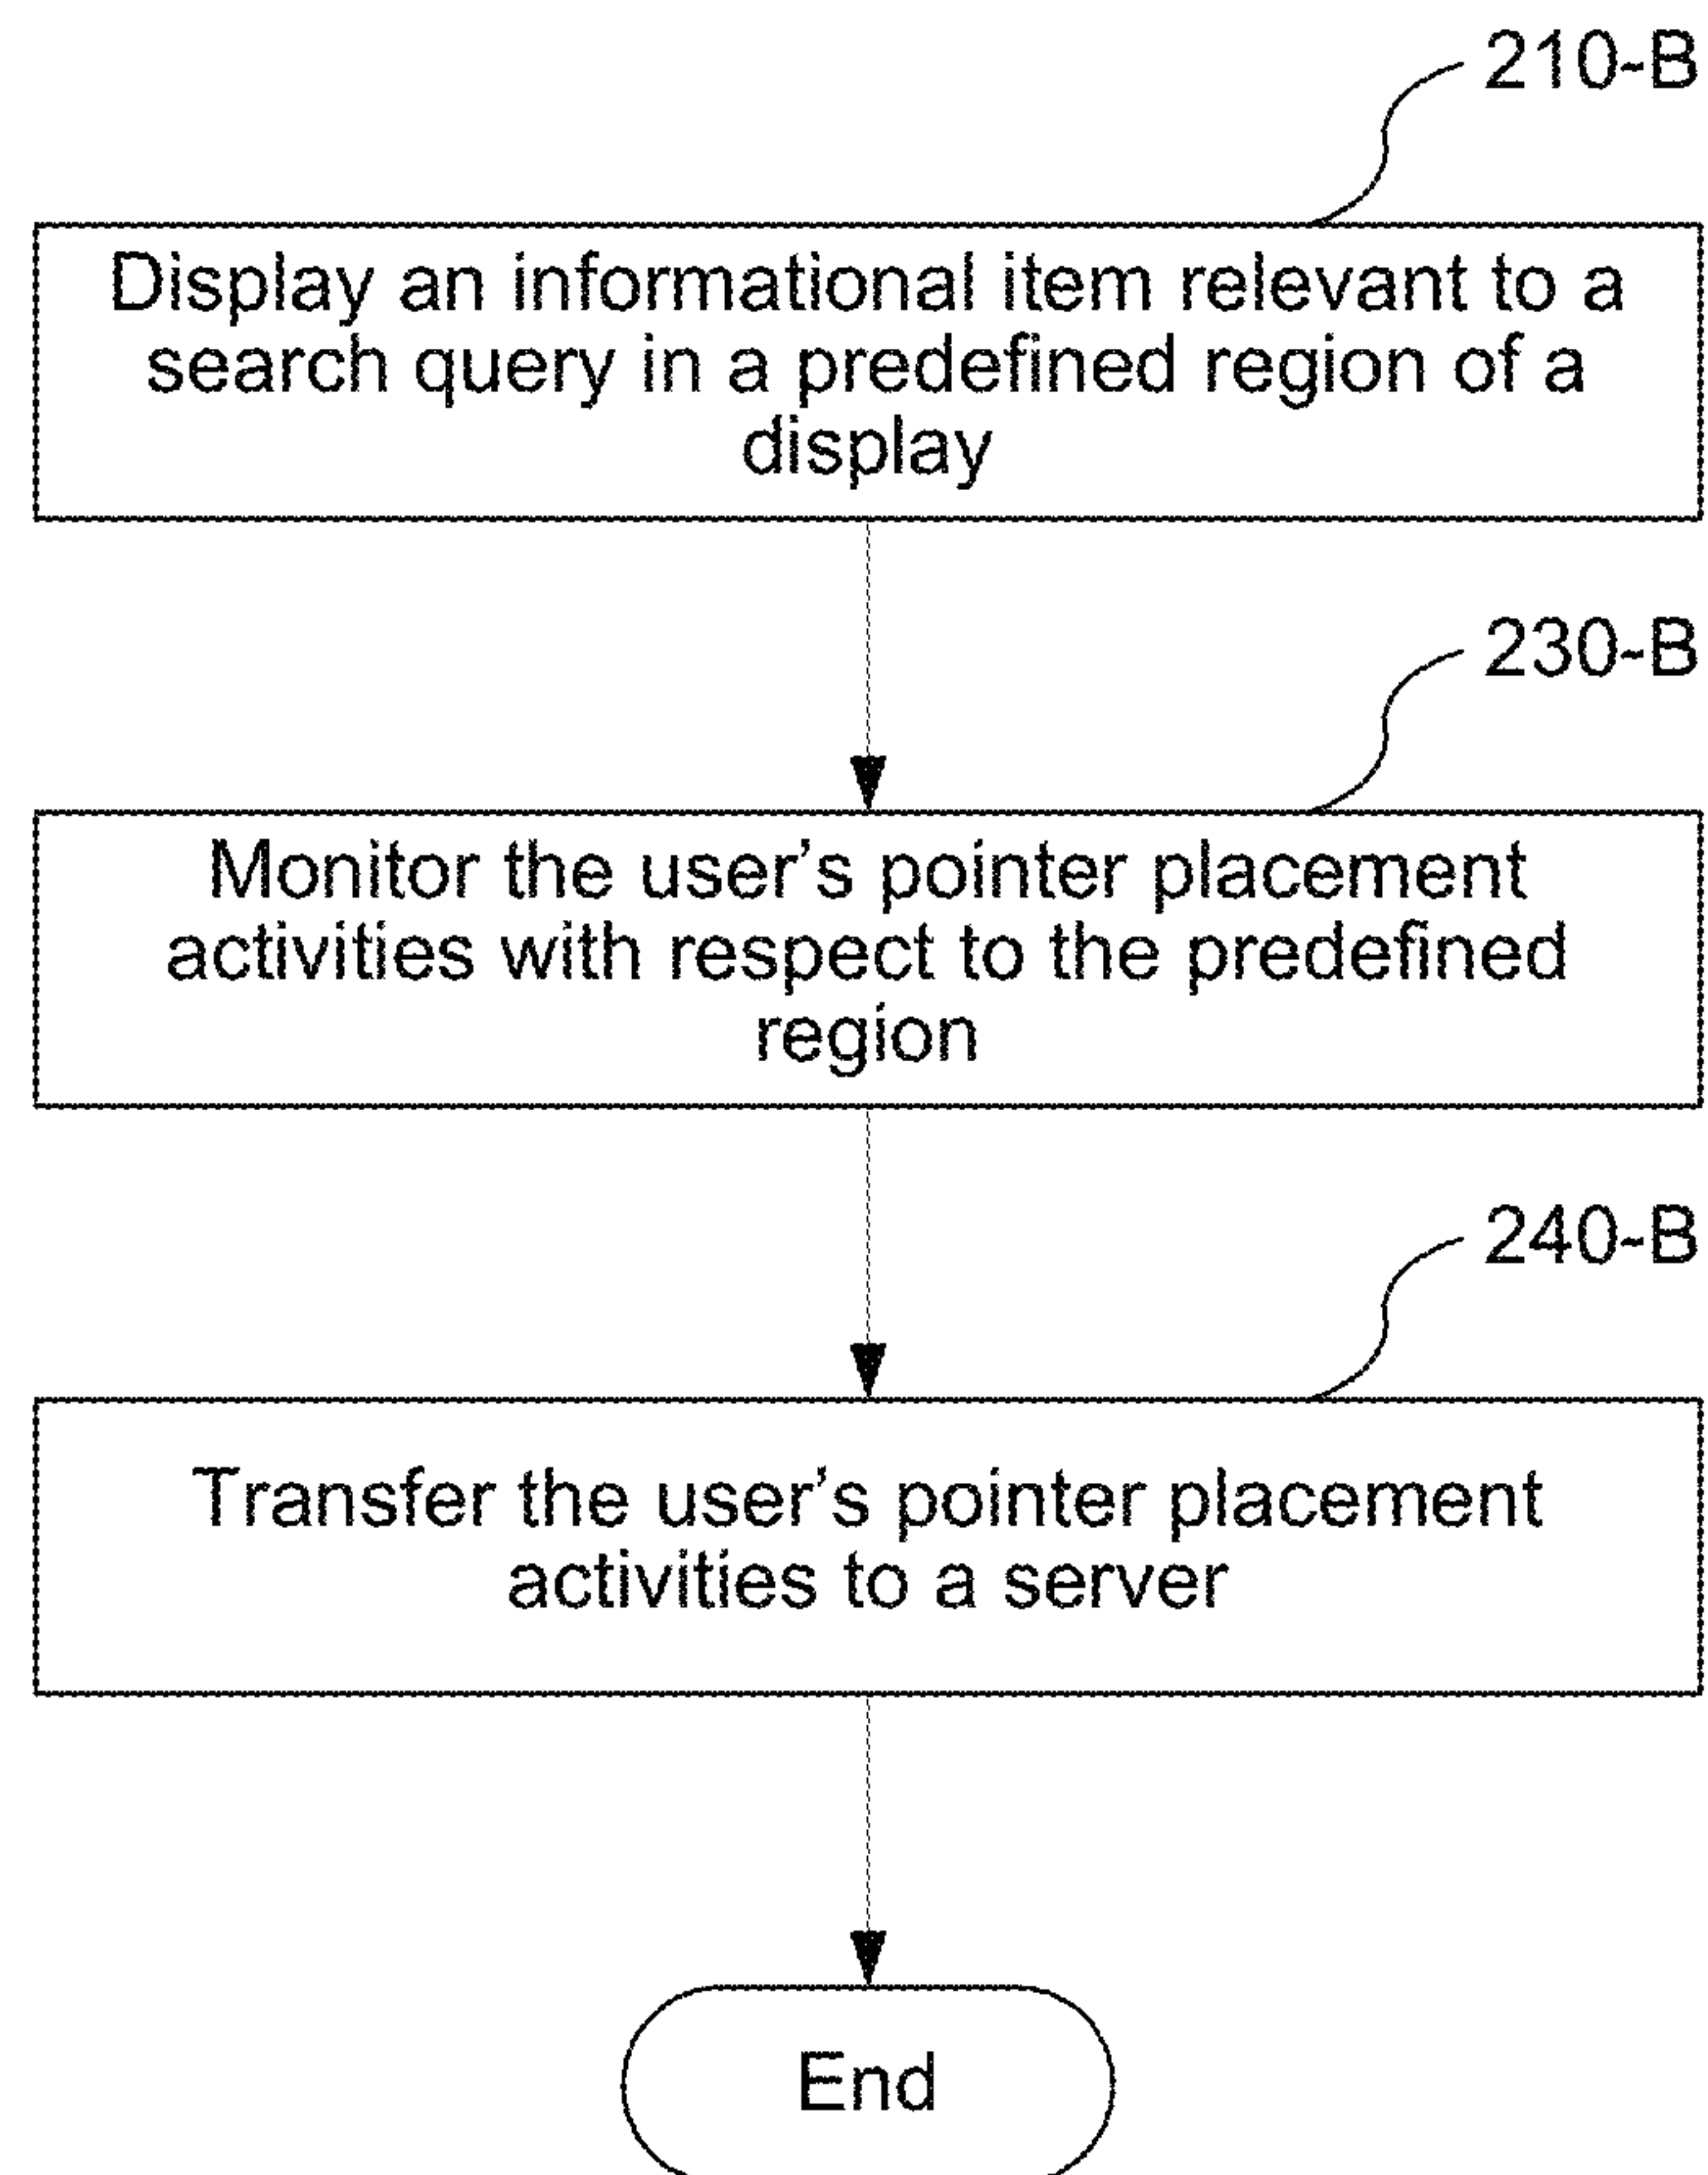 210-B
Display an informational item relevant to a
search query in a predefined region of a
display
230-B
Monitor the user’s pointer placement
activities with respect to the predefined
region
240-B
Transfer the user’s pointer placement
activities to a server
End